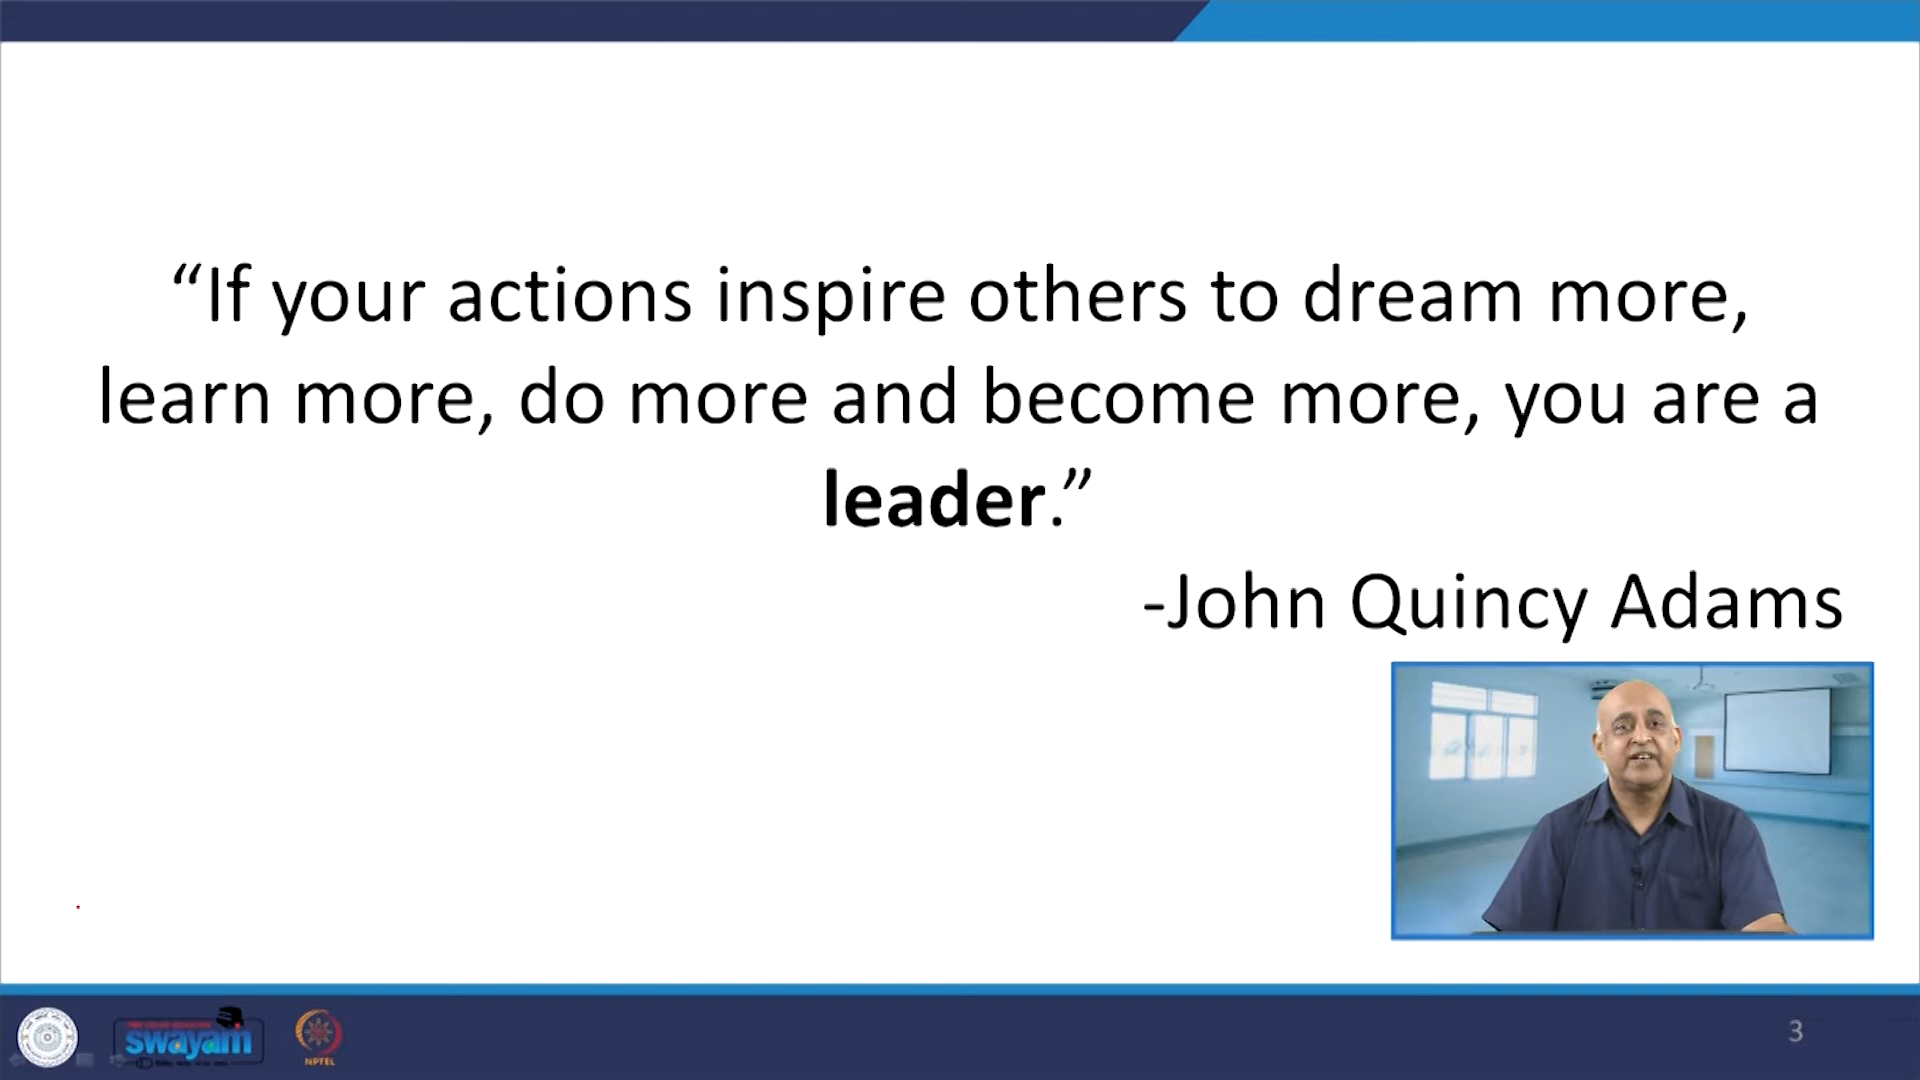 “If your actions inspire others to dream more,
learn more, do more and become more, you are a
leader.”
-John Quincy Adams
swayam
NPTEL
3